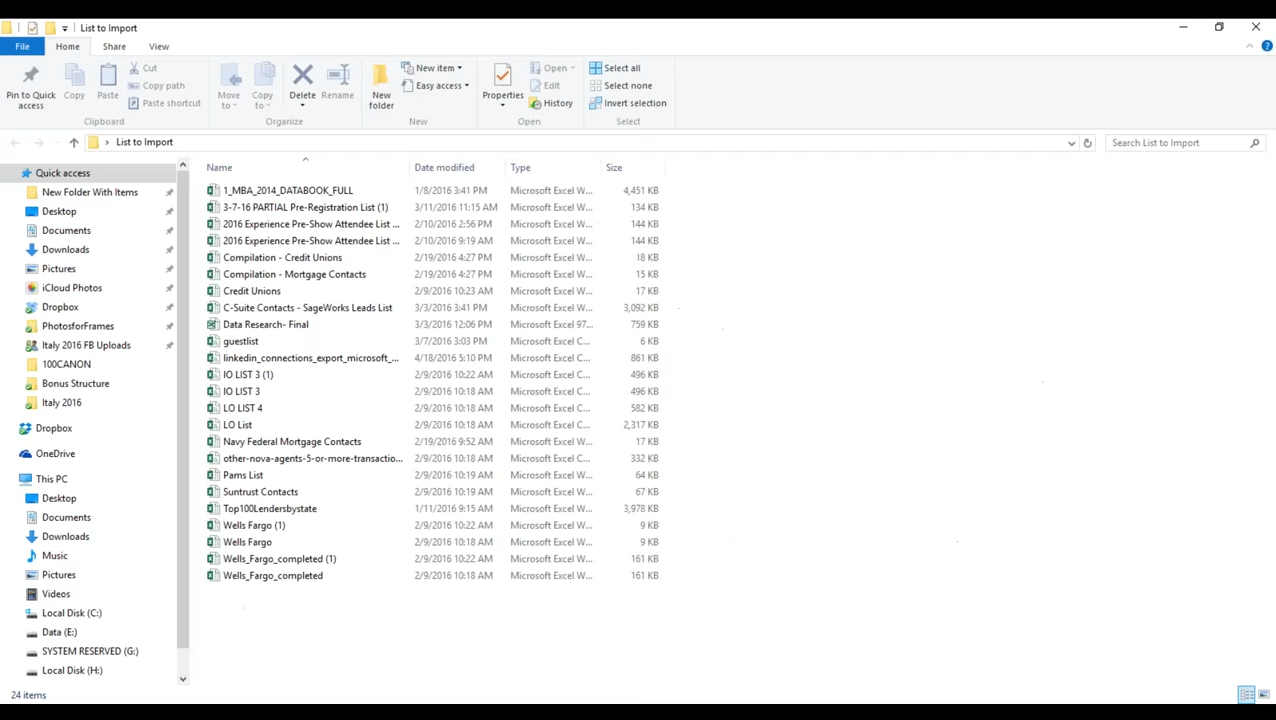 List to Import
File Home Share View
Pin to Quick access
Copy
Paste
Cut
Copy path
Paste shortcut
Clipboard
Move to
Copy to
Delete
Rename
Organize
New folder
New item
Easy access
New
Properties
Open
Edit
History
Open
Select all
Select none
Invert selection
Select
List to Import
Search List to Import
Quick access
New Folder With Items
Desktop
Documents
Downloads
Pictures
iCloud Photos
Dropbox
PhotosforFrames
Italy 2016 FB Uploads
100CANON
Bonus Structure
Italy 2016
Dropbox
OneDrive
This PC
Desktop
Documents
Downloads
Music
Pictures
Videos
Local Disk (C:)
Data (E:)
SYSTEM RESERVED (G:)
Local Disk (H:)
Name Date modified Type Size
1_MBA_2014_DATABOOK_FULL 1/8/2016 3:41 PM Microsoft Excel W... 4,451 KB
3-7-16 PARTIAL Pre-Registration List (1) 3/11/2016 11:15 AM Microsoft Excel W... 134 KB
2016 Experience Pre-Show Attendee List ... 2/10/2016 2:56 PM Microsoft Excel W... 144 KB
2016 Experience Pre-Show Attendee List ... 2/10/2016 9:19 AM Microsoft Excel W... 144 KB
Compilation - Credit Unions 2/19/2016 4:27 PM Microsoft Excel W... 18 KB
Compilation - Mortgage Contacts 2/19/2016 4:27 PM Microsoft Excel W... 15 KB
Credit Unions 2/9/2016 10:23 AM Microsoft Excel W... 17 KB
C-Suite Contacts - SageWorks Leads List 3/3/2016 3:41 PM Microsoft Excel W... 3,092 KB
Data Research- Final 3/3/2016 12:06 PM Microsoft Excel 97... 759 KB
guestlist 3/7/2016 3:03 PM Microsoft Excel C... 6 KB
linkedin_connections_export_microsoft_... 4/18/2016 5:10 PM Microsoft Excel C... 861 KB
IO LIST 3 (1) 2/9/2016 10:22 AM Microsoft Excel C... 496 KB
IO LIST 3 2/9/2016 10:18 AM Microsoft Excel C... 496 KB
LO LIST 4 2/9/2016 10:18 AM Microsoft Excel C... 582 KB
LO List 2/9/2016 10:18 AM Microsoft Excel C... 2,317 KB
Navy Federal Mortgage Contacts 2/19/2016 9:52 AM Microsoft Excel W... 17 KB
other-nova-agents-5-or-more-transactio... 2/9/2016 10:18 AM Microsoft Excel C... 332 KB
Pams List 2/9/2016 10:19 AM Microsoft Excel W... 64 KB
Suntrust Contacts 2/9/2016 10:19 AM Microsoft Excel W... 67 KB
Top100Lendersbystate 1/11/2016 9:15 AM Microsoft Excel W... 3,978 KB
Wells Fargo (1) 2/9/2016 10:22 AM Microsoft Excel W... 9 KB
Wells Fargo 2/9/2016 10:18 AM Microsoft Excel W... 9 KB
Wells_Fargo_completed (1) 2/9/2016 10:22 AM Microsoft Excel W... 161 KB
Wells_Fargo_completed 2/9/2016 10:18 AM Microsoft Excel W... 161 KB
24 items